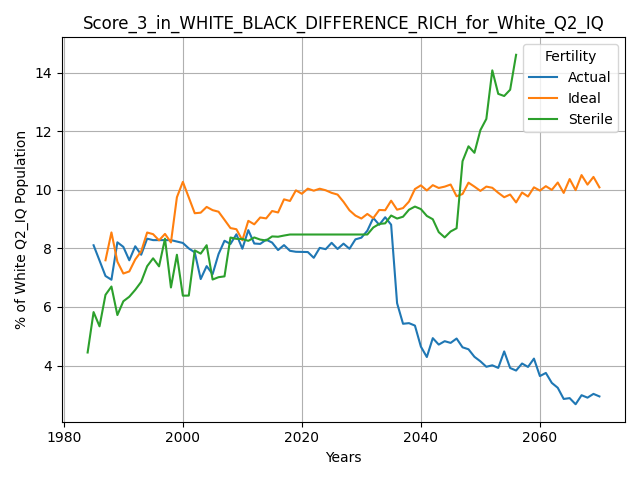 Score_3_in_WHITE_BLACK_DIFFERENCE_RICH_for_White_Q2_IQ
Fertility
Actual
Ideal
Sterile
% of White Q2_IQ Population
14
12
10
8
6
4
1980
2000
2020
2040
2060
Years